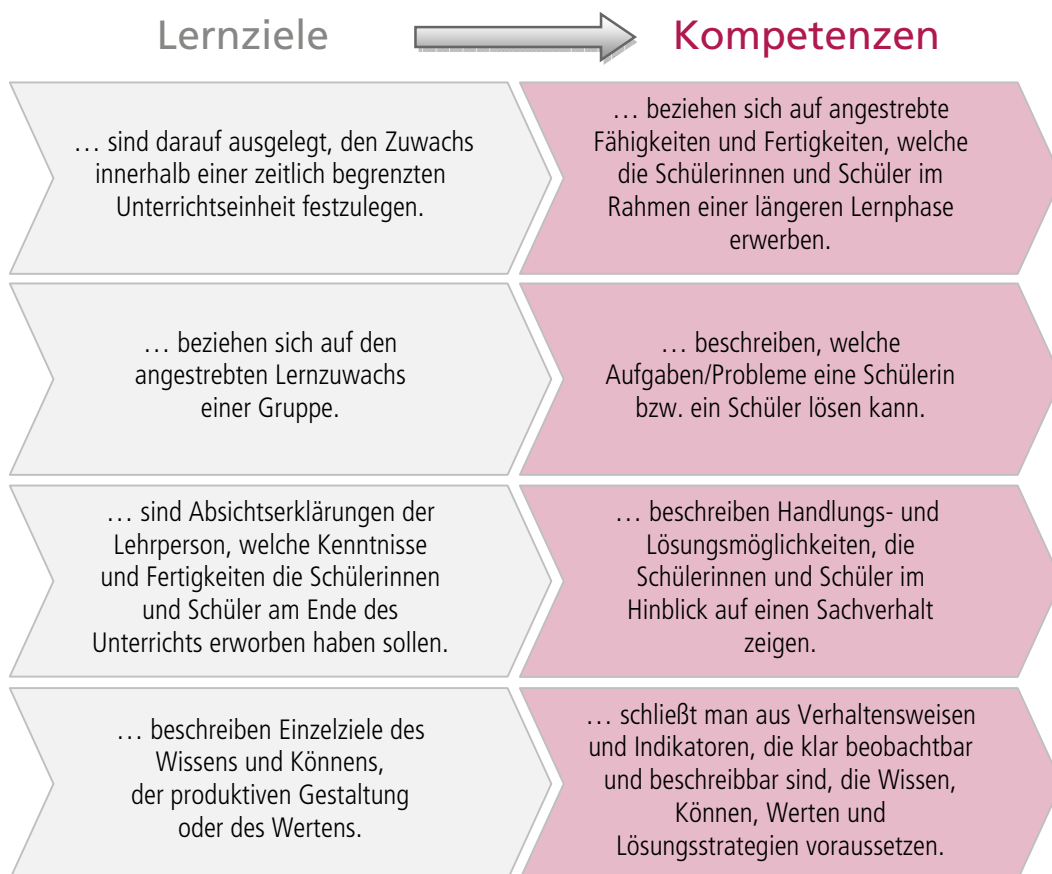 Lernziele
Kompetenzen
… sind darauf ausgelegt, den Zuwachs
innerhalb einer zeitlich begrenzten
Unterrichtseinheit festzulegen.
… beziehen sich auf angestrebte
Fähigkeiten und Fertigkeiten, welche
die Schülerinnen und Schüler im
Rahmen einer längeren Lernphase
erwerben.
… beziehen sich auf den
angestrebten Lernzuwachs
einer Gruppe.
… beschreiben, welche
Aufgaben/Probleme eine Schülerin
bzw. ein Schüler lösen kann.
… sind Absichtserklärungen der
Lehrperson, welche Kenntnisse
und Fertigkeiten die Schülerinnen
und Schüler am Ende des
Unterrichts erworben haben sollen.
… beschreiben Handlungs- und
Lösungsmöglichkeiten, die
Schülerinnen und Schüler im
Hinblick auf einen Sachverhalt
zeigen.
… beschreiben Einzelziele des
Wissens und Könnens,
der produktiven Gestaltung
oder des Wertens.
… schließt man aus Verhaltensweisen
und Indikatoren, die klar beobachtbar
und beschreibbar sind, die Wissen,
Können, Werten und
Lösungsstrategien voraussetzen.